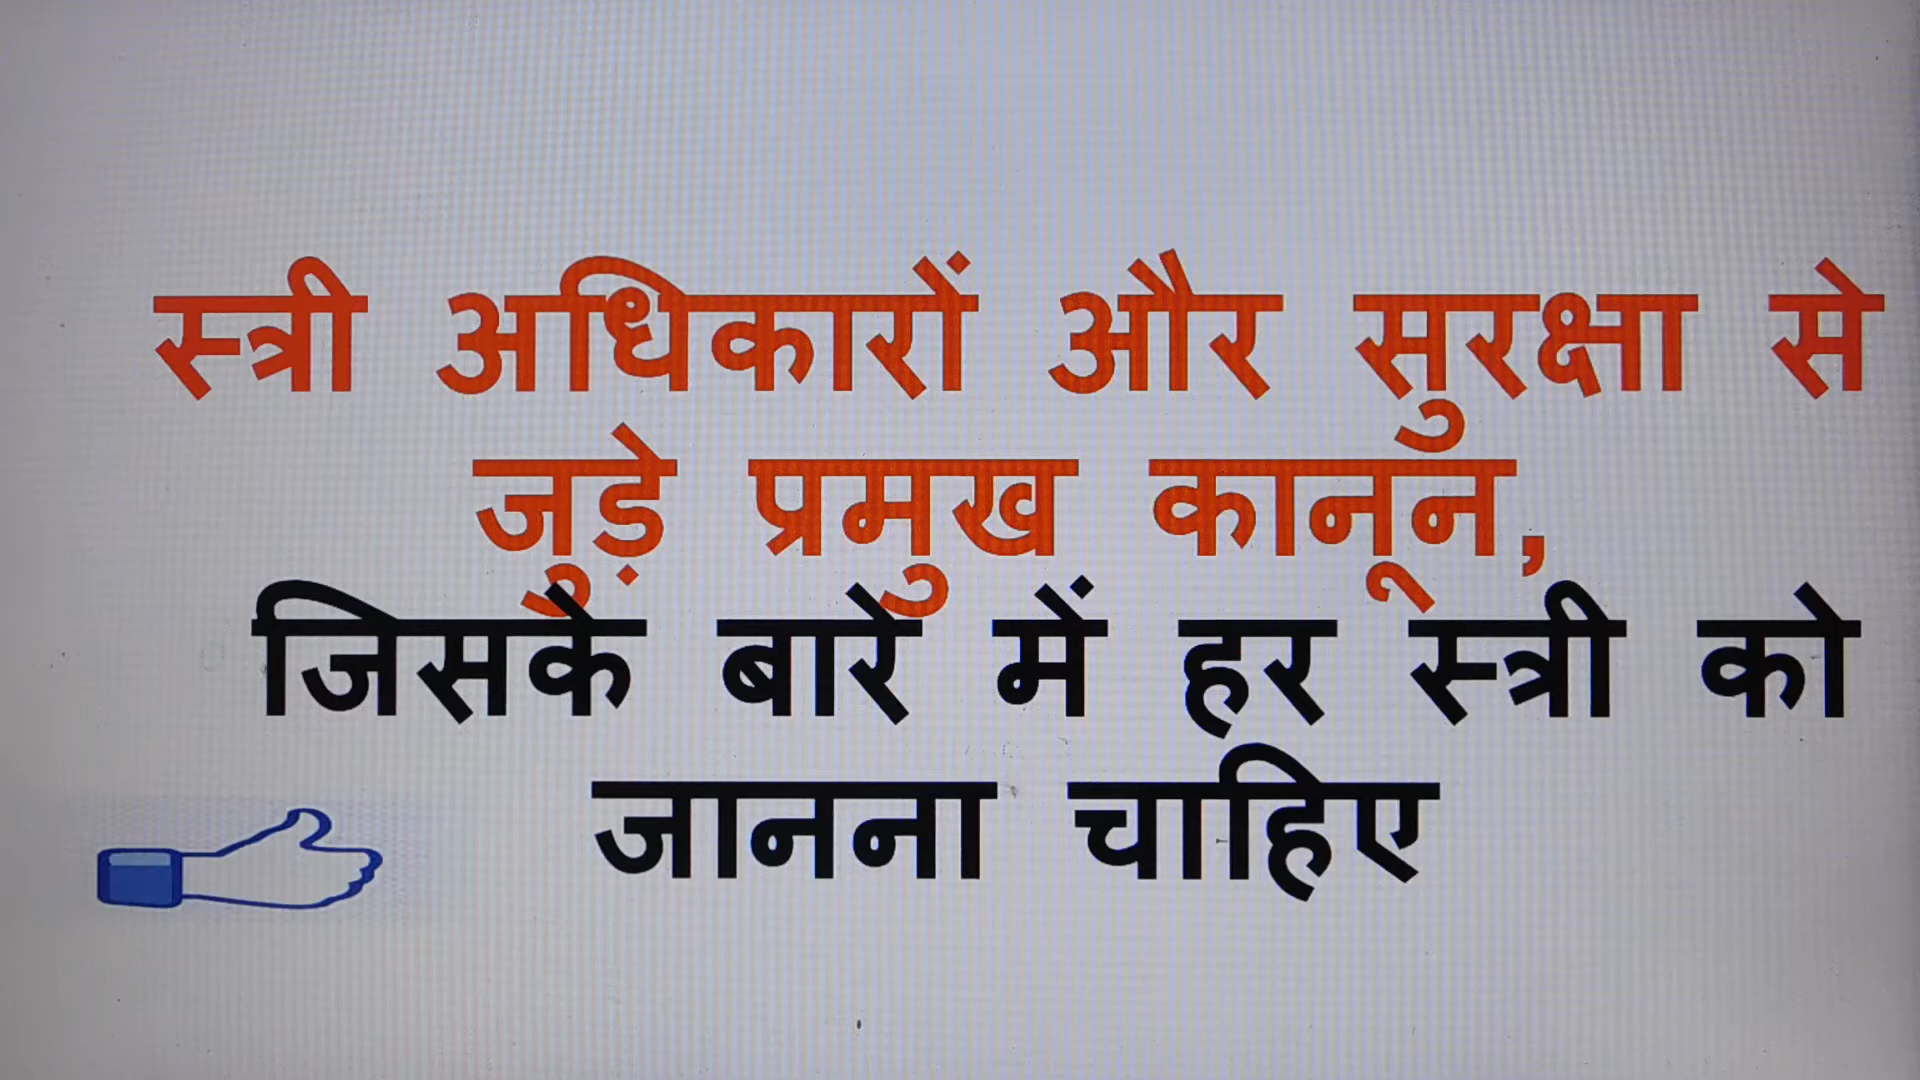 स्त्री अधिकारों और सुरक्षा से
जुड़े प्रमुख कानून,
जिसके बारे में हर स्त्री को
जानना चाहिए